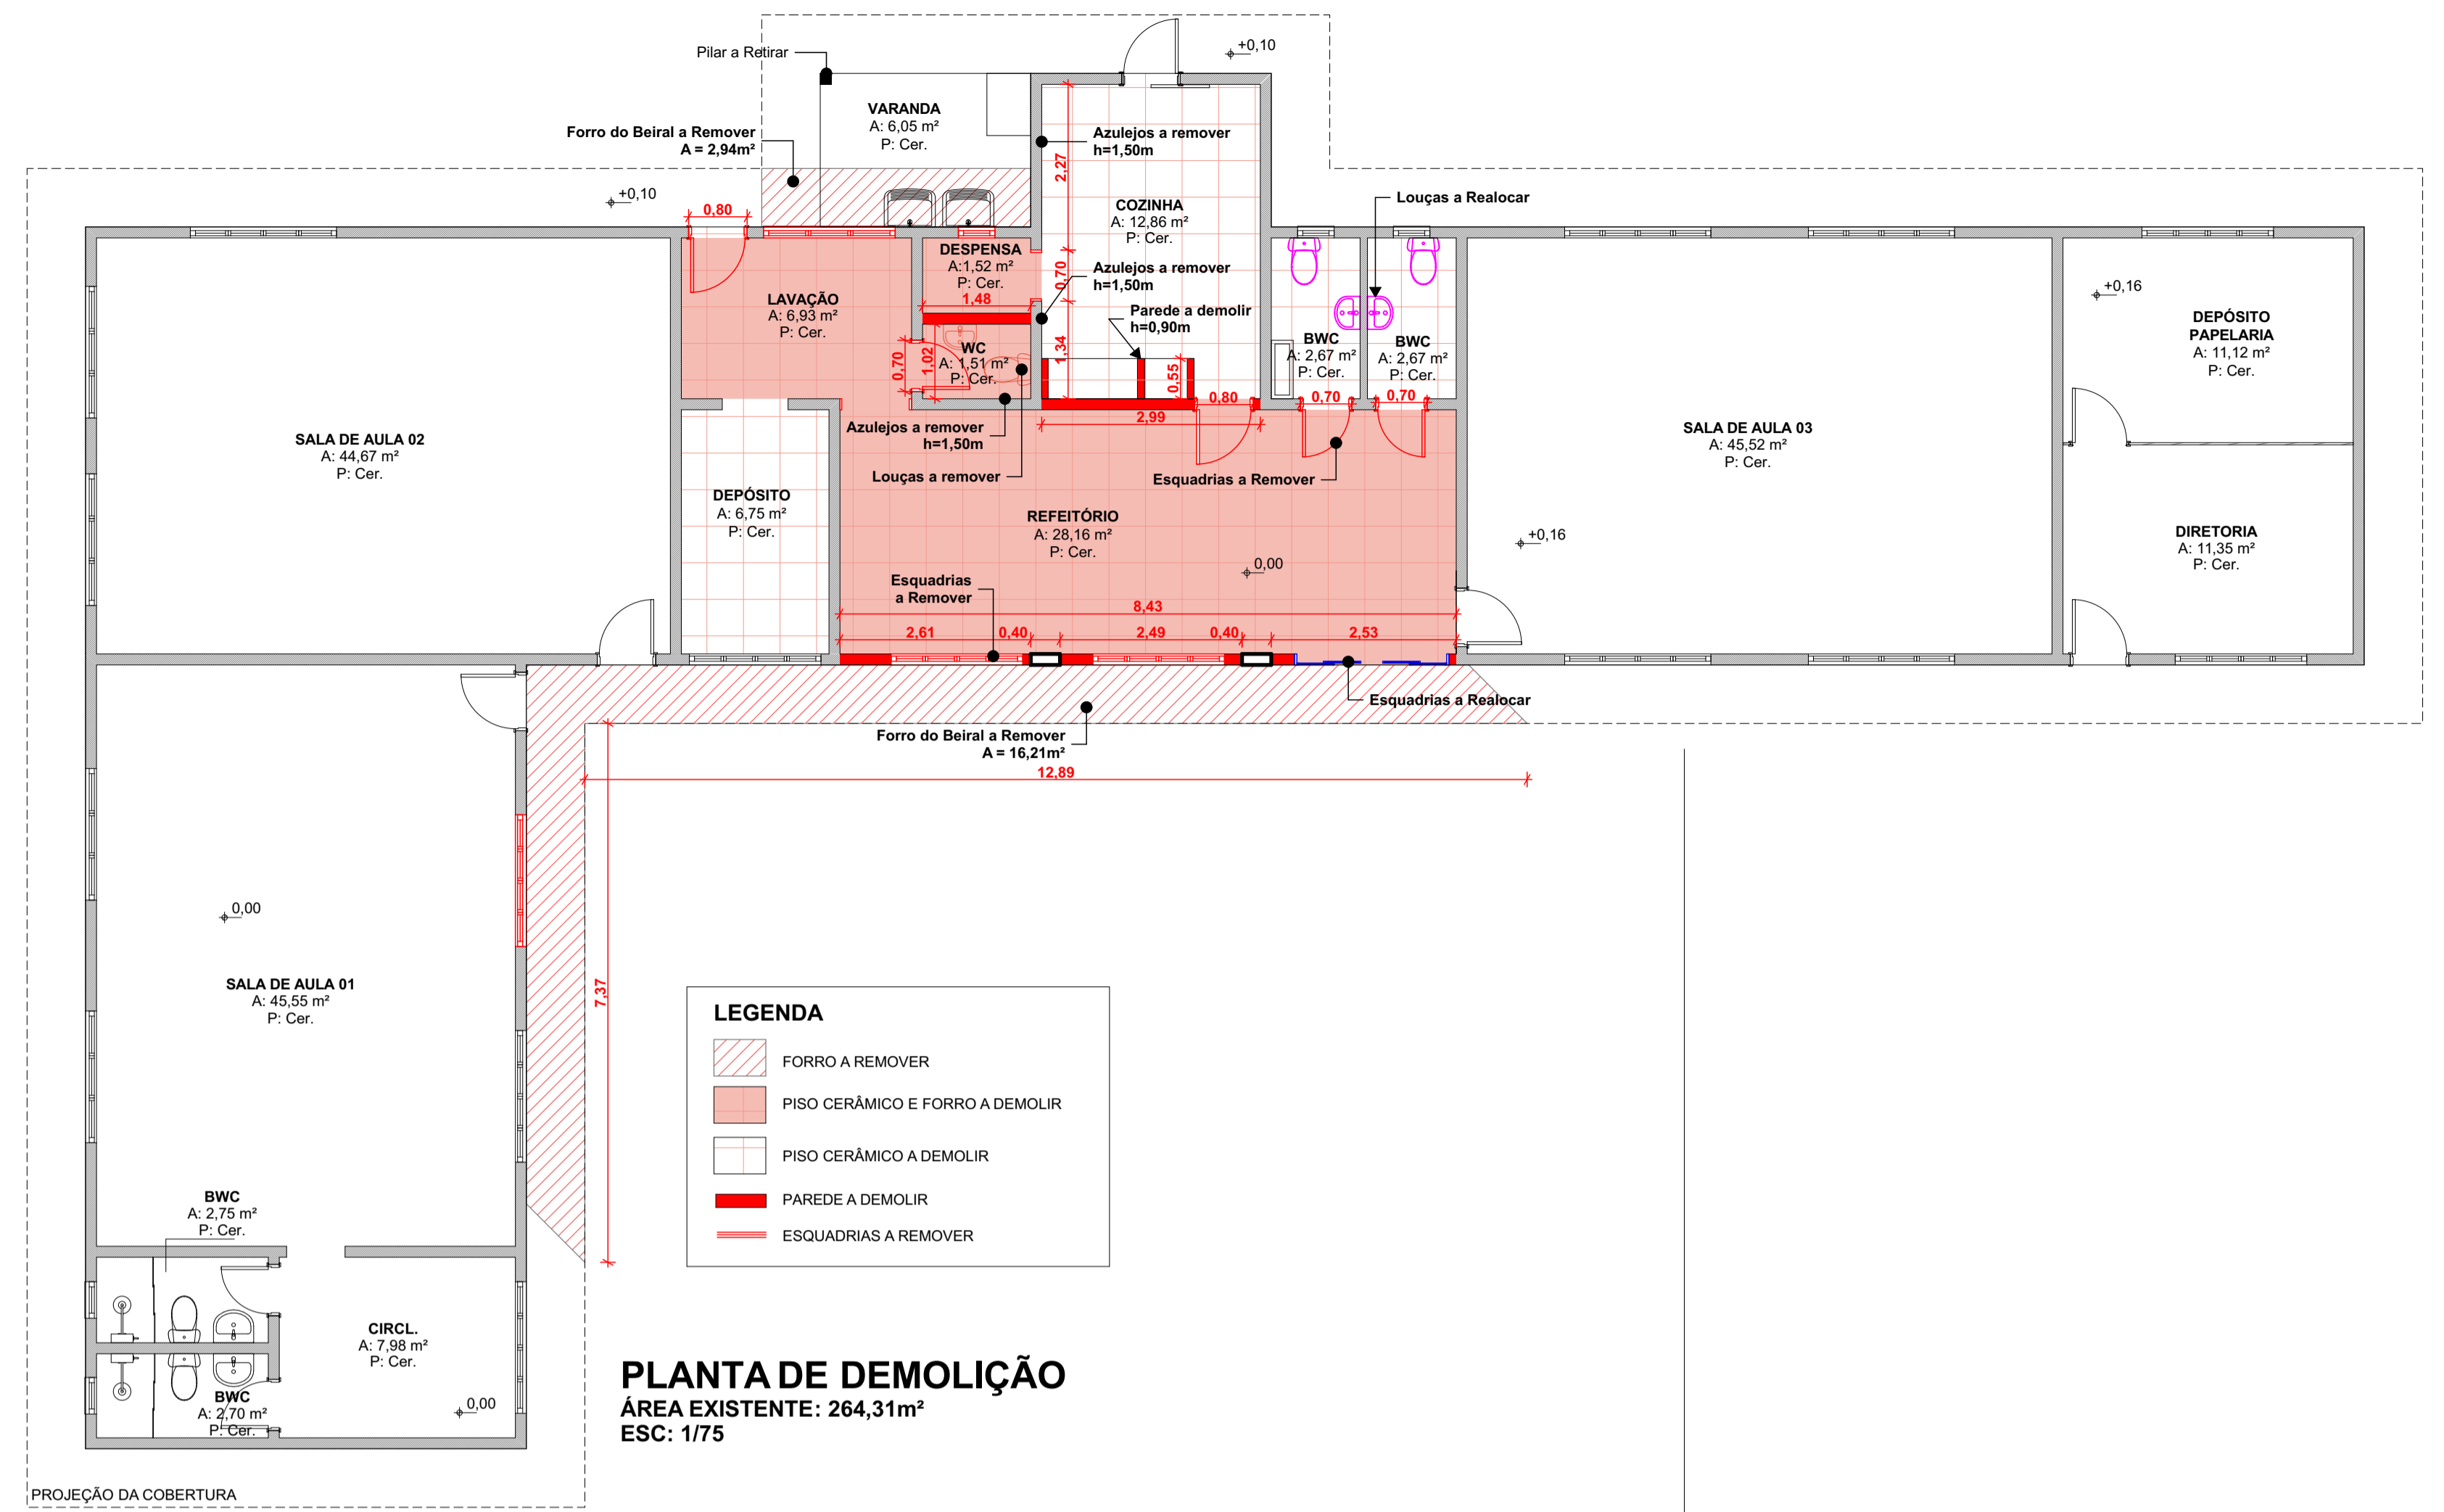 Pilar a Retirar
+0,10
VARANDA
A: 6,05 m²
P: Cer.
Forro do Beiral a Remover
A = 2,94m²
Azulejos a remover
h=1,50m
2,27
+0,10
0,80
COZINHA
A: 12,86 m²
P: Cer.
Louças a Realocar
DESPENSA
A:1,52 m²
P: Cer.
1,48
0,70
Azulejos a remover
h=1,50m
Parede a demolir
h=0,90m
LAVAÇÃO
A: 6,93 m²
P: Cer.
WC
A: 1,51 m²
P: Cer.
0,70
1,02
1,34
0,55
BWC
A: 2,67 m²
P: Cer.
BWC
A: 2,67 m²
P: Cer.
+0,16
DEPÓSITO
PAPELARIA
A: 11,12 m²
P: Cer.
0,80
0,70
0,70
2,99
Azulejos a remover
h=1,50m
Louças a remover
Esquadrias a Remover
SALA DE AULA 02
A: 44,67 m²
P: Cer.
SALA DE AULA 03
A: 45,52 m²
P: Cer.
DEPÓSITO
A: 6,75 m²
P: Cer.
REFEITÓRIO
A: 28,16 m²
P: Cer.
0,00
+0,16
DIRETORIA
A: 11,35 m²
P: Cer.
Esquadrias
a Remover
8,43
2,61
0,40
2,49
0,40
2,53
Esquadrias a Realocar
Forro do Beiral a Remover
A = 16,21m²
12,89
7,37
0,00
SALA DE AULA 01
A: 45,55 m²
P: Cer.
LEGENDA
FORRO A REMOVER
PISO CERÂMICO E FORRO A DEMOLIR
PISO CERÂMICO A DEMOLIR
PAREDE A DEMOLIR
ESQUADRIAS A REMOVER
BWC
A: 2,75 m²
P: Cer.
CIRCL.
A: 7,98 m²
P: Cer.
BWC
A: 2,70 m²
P: Cer.
0,00
PLANTA DE DEMOLIÇÃO
ÁREA EXISTENTE: 264,31m²
ESC: 1/75
PROJEÇÃO DA COBERTURA